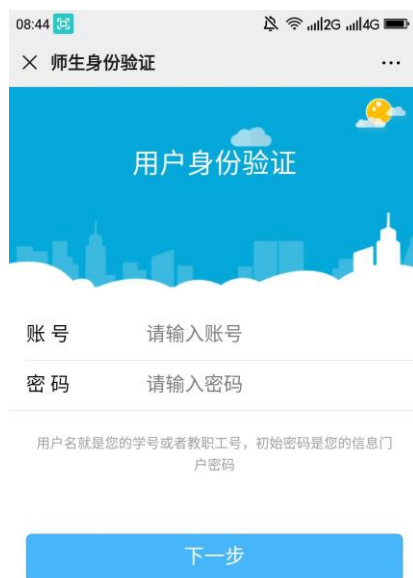 08:44 2G 4G
师生身份验证
用户身份验证
账 号 请输入账号
密 码 请输入密码
用户名就是您的学号或者教职工号，初始密码是您的信息门
户密码
下一步